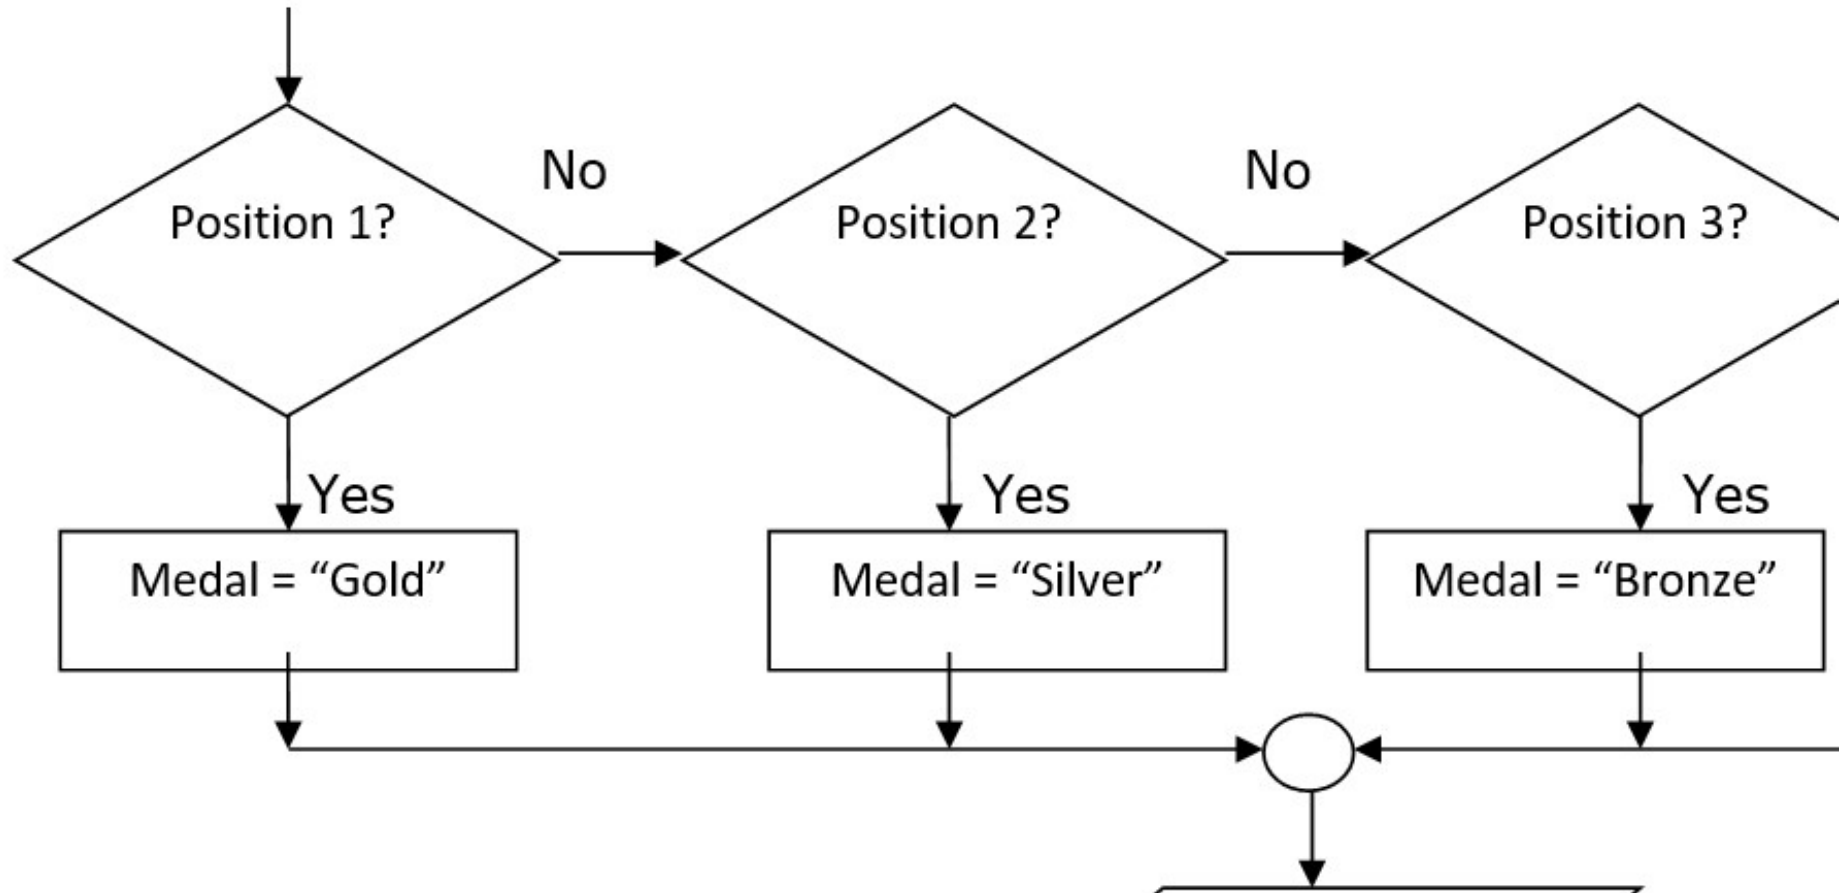 No
No
Position 1?
Position 2?
Position 3?
Yes
Yes
Yes
Medal = “Gold”
Medal = “Silver”
Medal = “Bronze”